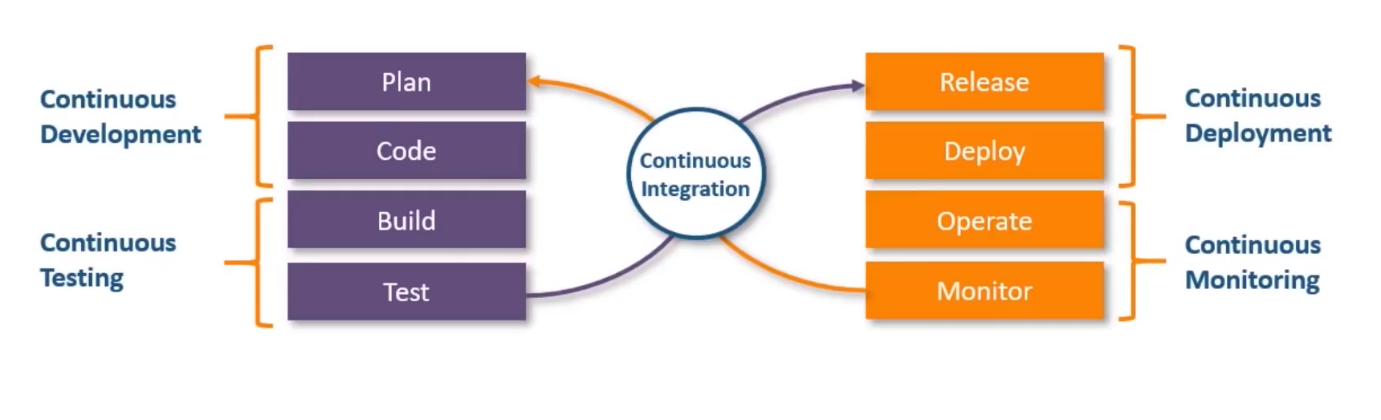 Continuous
Development
Plan
Code
Continuous
Testing
Build
Test
Continuous
Integration
Release
Deploy
Continuous
Deployment
Operate
Monitor
Continuous
Monitoring